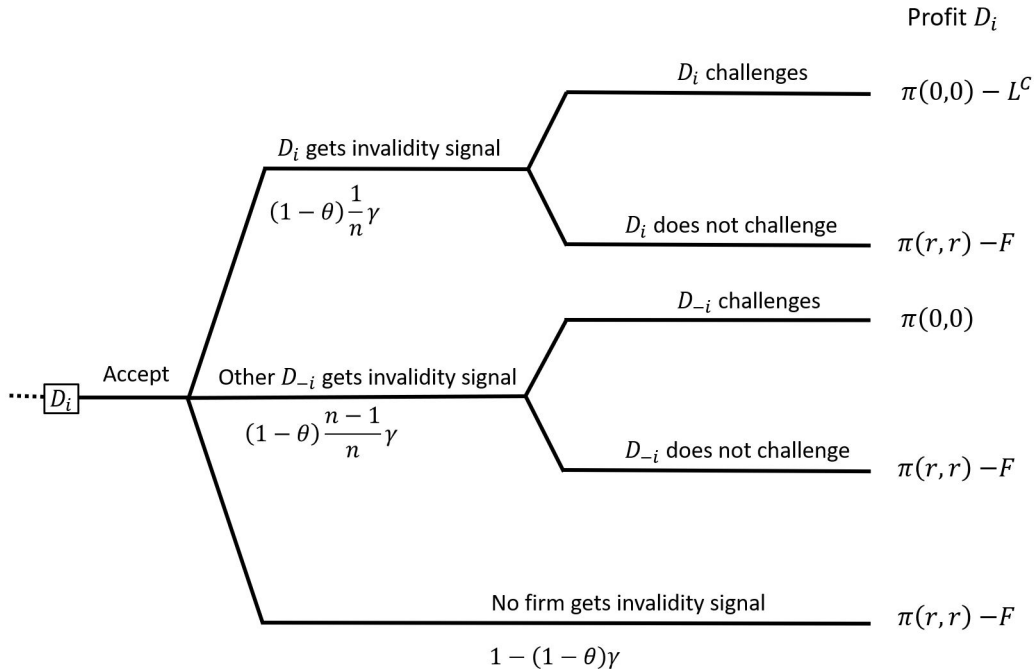 Profit D_i
D_i challenges
π(0,0) − L^C
D_i gets invalidity signal
(1 − θ) 1/n γ
D_i does not challenge
π(r, r) − F
D_{-i} challenges
π(0,0)
Accept
Other D_{-i} gets invalidity signal
D_i
(1 − θ) n − 1/n γ
D_{-i} does not challenge
π(r, r) − F
No firm gets invalidity signal
π(r, r) − F
1 − (1 − θ)γ